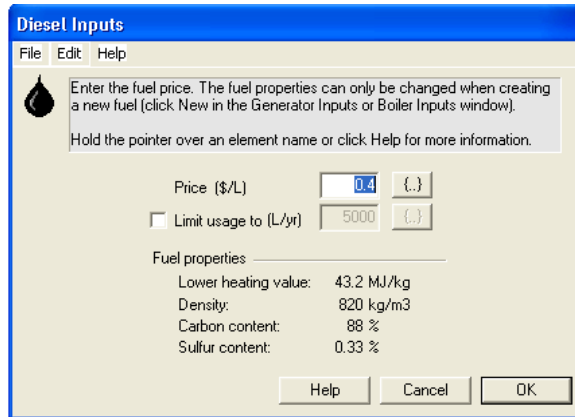 Diesel Inputs
File Edit Help
Enter the fuel price. The fuel properties can only be changed when creating
a new fuel (click New in the Generator Inputs or Boiler Inputs window).
Hold the pointer over an element name or click Help for more information.
Price ($/L) 0.4 {..}
Limit usage to (L/yr) 5000 {..}
Fuel properties
Lower heating value: 43.2 MJ/kg
Density: 820 kg/m3
Carbon content: 88 %
Sulfur content: 0.33 %
Help Cancel OK